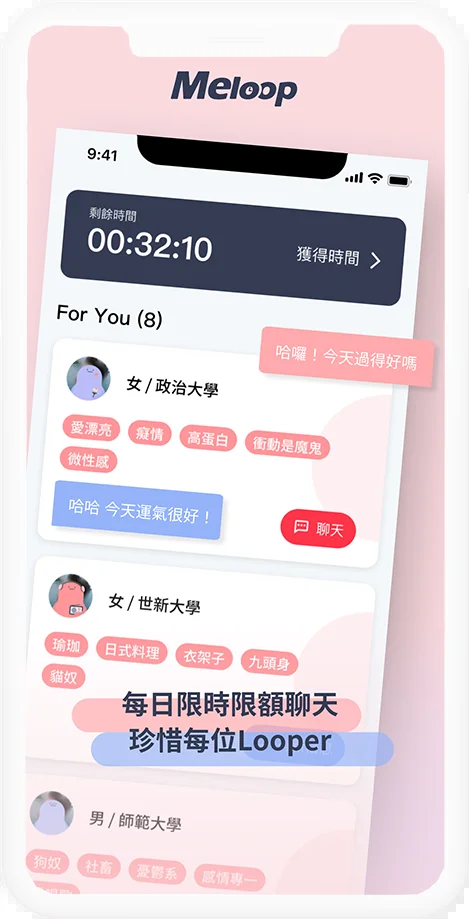 Meloop
9:41
剩餘時間
00:32:10
獲得時間
For You (8)
哈囉！今天過得好嗎
女 / 政治大學
愛漂亮
癡情
高蛋白
衝動是魔鬼
微性感
哈哈 今天運氣很好！
聊天
女 / 世新大學
瑜珈
日式料理
衣架子
九頭身
貓奴
每日限時限額聊天
珍惜每位Looper
男 / 師範大學
狗奴
社畜
憂鬱系
感情專一